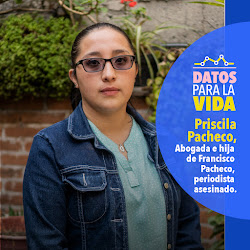 DATOS
PARA LA
VIDA
Priscila
Pacheco,
Abogada e hija
de Francisco
Pacheco,
periodista
asesinado.